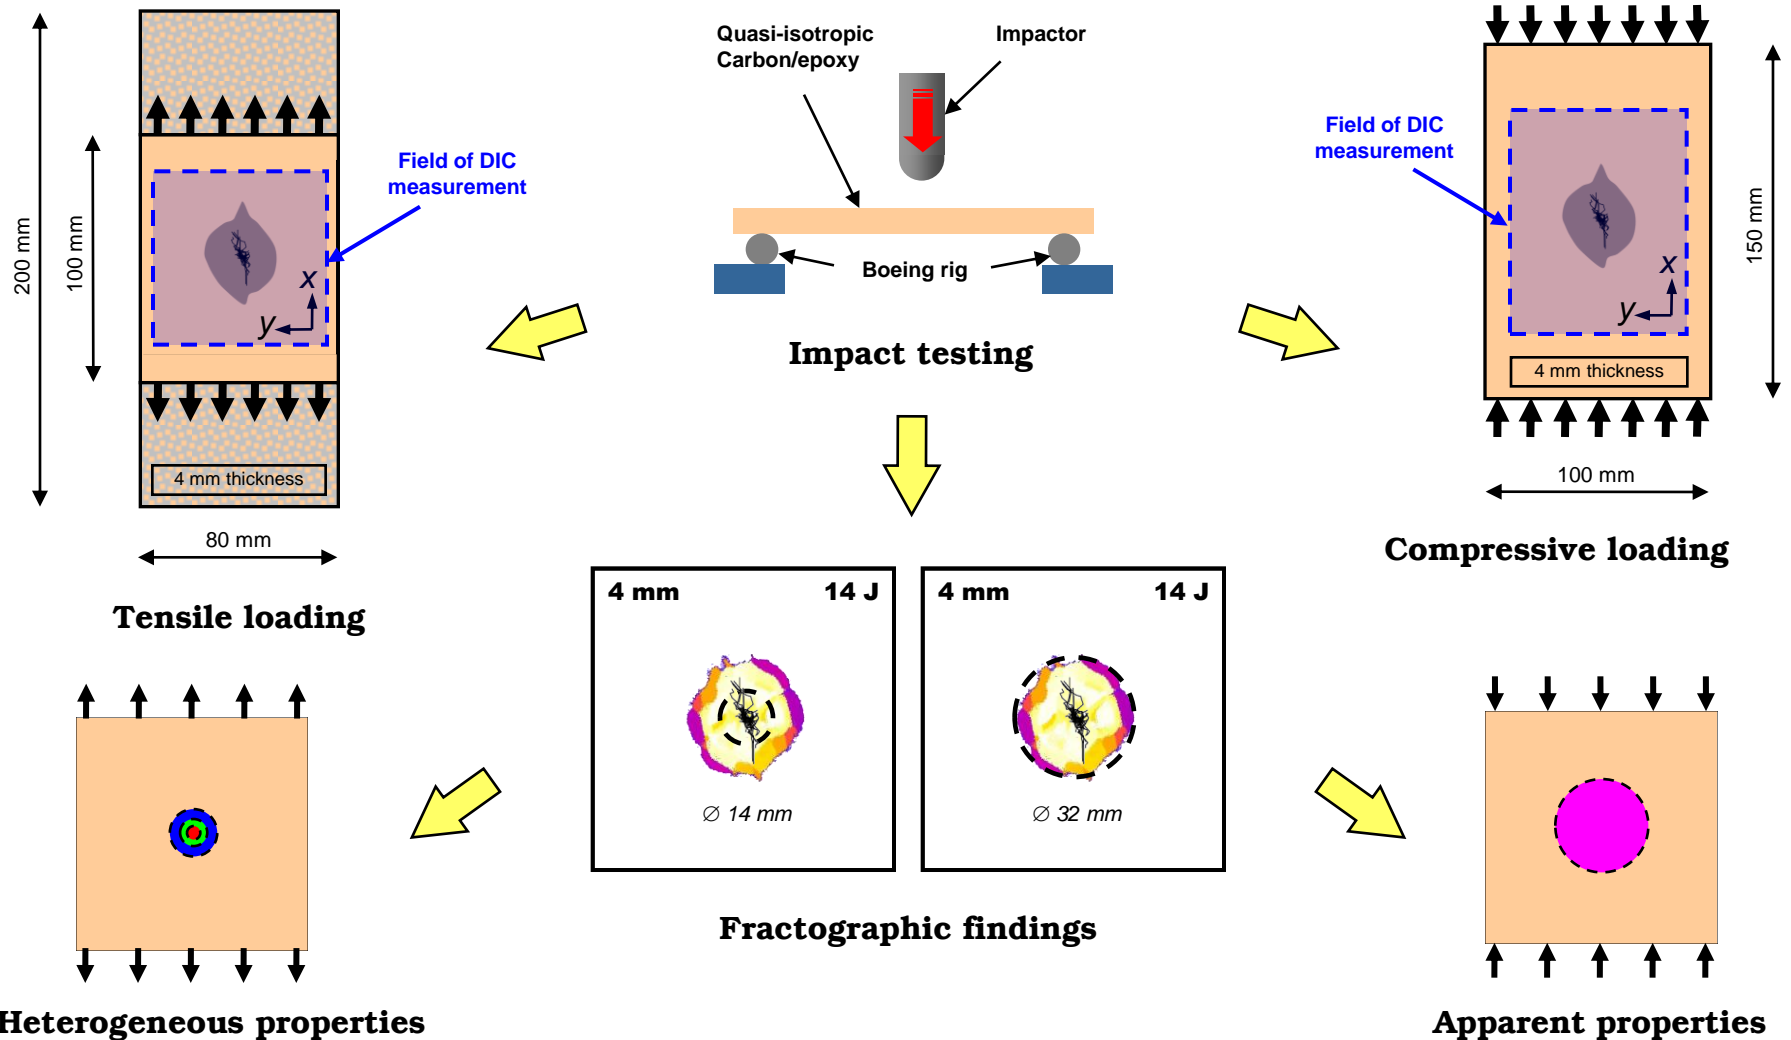 Quasi-isotropic
Carbon/epoxy
Impactor
Boeing rig
Impact testing
200 mm
100 mm
Field of DIC
measurement
x
y
4 mm thickness
80 mm
Tensile loading
Field of DIC
measurement
x
y
4 mm thickness
150 mm
100 mm
Compressive loading
4 mm 14 J
∅ 14 mm
4 mm 14 J
∅ 32 mm
Fractographic findings
Heterogeneous properties
Apparent properties